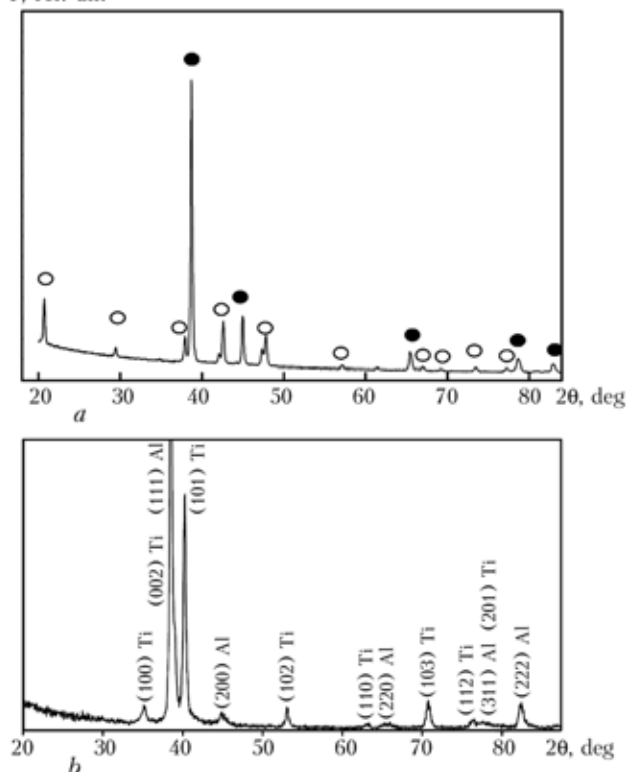 20 30 40 50 60 70 80 2θ, deg
a
(100) Ti
(002) Ti
(111) Al
(101) Ti
(200) Al
(102) Ti
(110) Ti
(220) Al
(103) Ti
(112) Ti
(311) Al
(201) Ti
(222) Al
20 30 40 50 60 70 80 2θ, deg
b